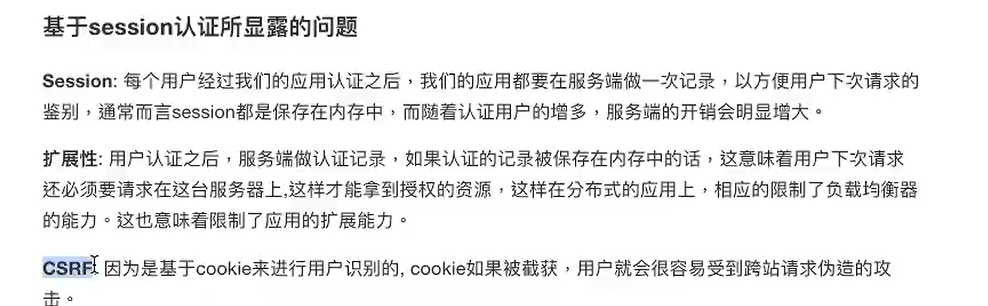 基于session认证所显露的问题
Session: 每个用户经过我们的应用认证之后，我们的应用都要在服务端做一次记录，以方便用户下次请求的
鉴别，通常而言session都是保存在内存中，而随着认证用户的增多，服务端的开销会明显增大。
扩展性: 用户认证之后，服务端做认证记录，如果认证的记录被保存在内存中的话，这意味着用户下次请求
还必须要请求在这台服务器上,这样才能拿到授权的资源，这样在分布式的应用上，相应的限制了负载均衡器
的能力。这也意味着限制了应用的扩展能力。
CSRF: 因为是基于cookie来进行用户识别的, cookie如果被截获，用户就会很容易受到跨站请求伪造的攻
击。